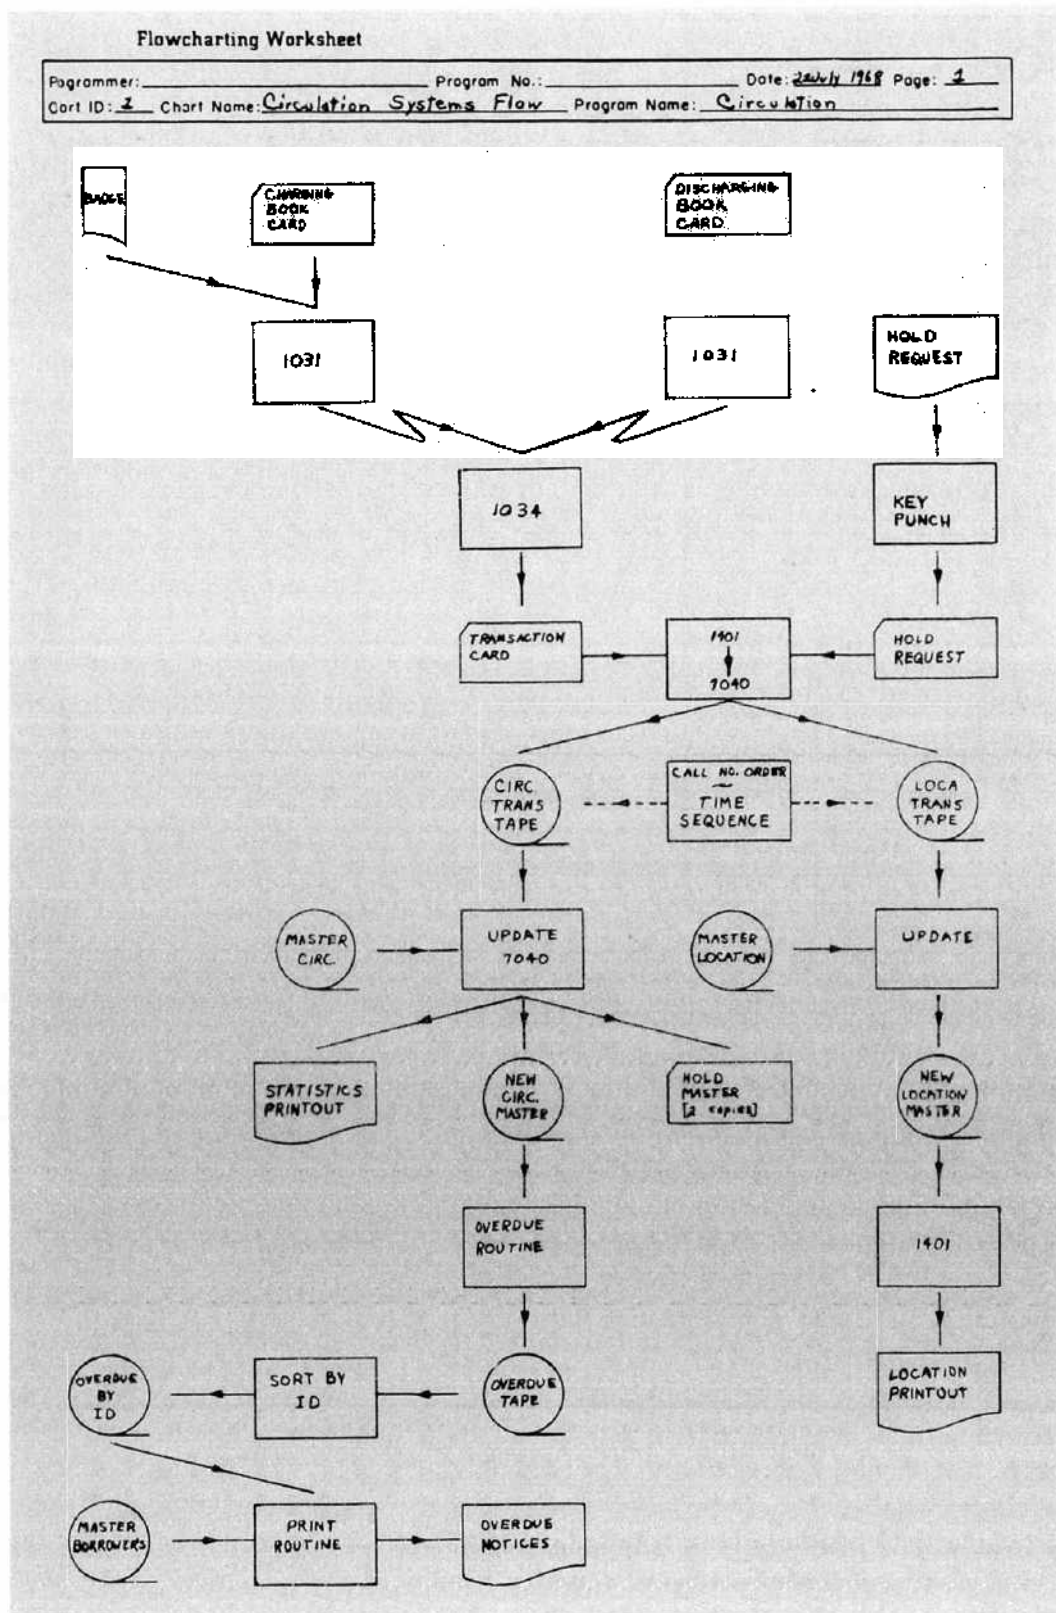 Flowcharting Worksheet
Pogrammer: Program No.: Date: 2 July 1968 Page: 1
Cart ID: 1 Chart Name: Circulation Systems Flow Program Name: Circulation
BADGE
CHARGING
BOOK
CARD
DISCHARGING
BOOK
CARD
1031
1031
HOLD
REQUEST
1034
KEY
PUNCH
TRANSACTION
CARD
1401
7040
HOLD
REQUEST
CIRC.
TRANS
TAPE
CALL NO. ORDER
TIME
SEQUENCE
LOCA
TRANS
TAPE
MASTER
CIRC.
UPDATE
7040
MASTER
LOCATION
UPDATE
STATISTICS
PRINTOUT
NEW
CIRC.
MASTER
HOLD
MASTER
[2 copies]
NEW
LOCATION
MASTER
OVERDUE
ROUTINE
1401
OVERDUE
BY
ID
SORT BY
ID
OVERDUE
TAPE
LOCATION
PRINTOUT
MASTER
BORROWERS
PRINT
ROUTINE
OVERDUE
NOTICES